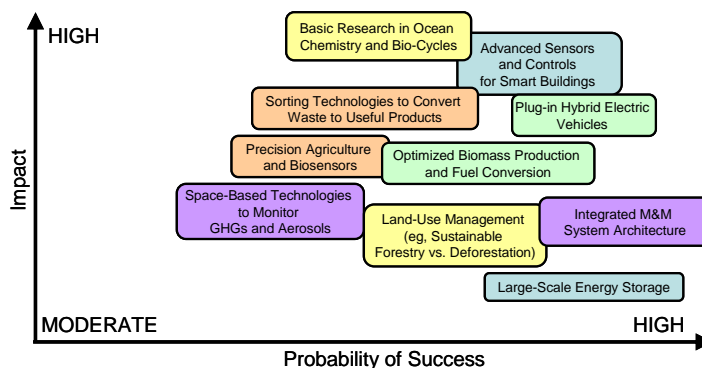 HIGH
Basic Research in Ocean
Chemistry and Bio-Cycles
Advanced Sensors
and Controls
for Smart Buildings
Sorting Technologies to Convert
Waste to Useful Products
Plug-in Hybrid Electric
Vehicles
Precision Agriculture
and Biosensors
Optimized Biomass Production
and Fuel Conversion
Impact
Space-Based Technologies
to Monitor
GHGs and Aerosols
Land-Use Management
(eg, Sustainable
Forestry vs. Deforestation)
Integrated M&M
System Architecture
Large-Scale Energy Storage
MODERATE
HIGH
Probability of Success